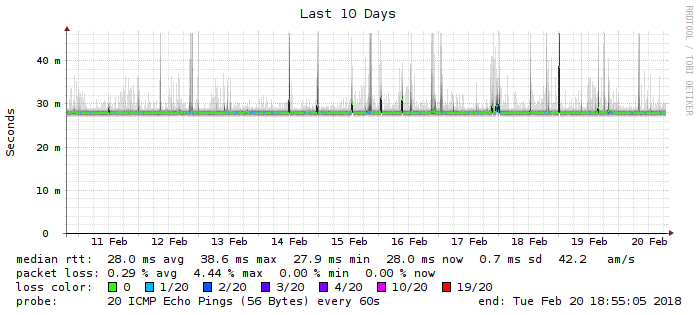 Last 10 Days
RRDTOOL / TOBI OETIKER
Seconds
40 m
30 m
20 m
10 m
0
11 Feb 12 Feb 13 Feb 14 Feb 15 Feb 16 Feb 17 Feb 18 Feb 19 Feb 20 Feb
median rtt: 28.0 ms avg 38.6 ms max 27.9 ms min 28.0 ms now 0.7 ms sd 42.2 am/s
packet loss: 0.29 % avg 4.44 % max 0.00 % min 0.00 % now
loss color: 0 1/20 2/20 3/20 4/20 10/20 19/20
probe: 20 ICMP Echo Pings (56 Bytes) every 60s end: Tue Feb 20 18:55:05 2018